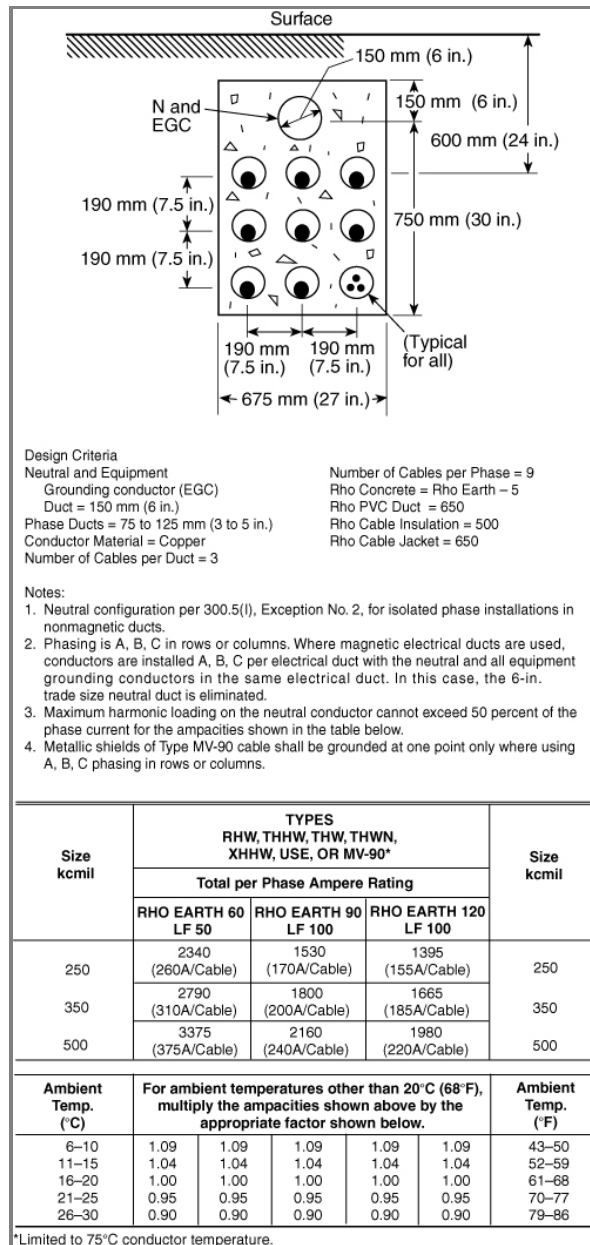 Surface
150 mm (6 in.)
N and
EGC
150 mm (6 in.)
600 mm (24 in.)
190 mm
(7.5 in.)
750 mm (30 in.)
190 mm
(7.5 in.)
190 mm
(7.5 in.)
190 mm
(7.5 in.)
(Typical
for all)
675 mm (27 in.)
Design Criteria
Neutral and Equipment
Grounding conductor (EGC)
Duct = 150 mm (6 in.)
Phase Ducts = 75 to 125 mm (3 to 5 in.)
Conductor Material = Copper
Number of Cables per Duct = 3
Number of Cables per Phase = 9
Rho Concrete = Rho Earth – 5
Rho PVC Duct = 650
Rho Cable Insulation = 500
Rho Cable Jacket = 650
Notes:
1. Neutral configuration per 300.5(I), Exception No. 2, for isolated phase installations in
nonmagnetic ducts.
2. Phasing is A, B, C in rows or columns. Where magnetic electrical ducts are used,
conductors are installed A, B, C per electrical duct with the neutral and all equipment
grounding conductors in the same electrical duct. In this case, the 6-in.
trade size neutral duct is eliminated.
3. Maximum harmonic loading on the neutral conductor cannot exceed 50 percent of the
phase current for the ampacities shown in the table below.
4. Metallic shields of Type MV-90 cable shall be grounded at one point only where using
A, B, C phasing in rows or columns.
Size
kcmil
TYPES
RHW, THHW, THW, THWN,
XHHW, USE, OR MV-90*
Size
kcmil
Total per Phase Ampere Rating
RHO EARTH 60 RHO EARTH 90 RHO EARTH 120
LF 50 LF 100 LF 100
250 2340 1530 1395 250
(260A/Cable) (170A/Cable) (155A/Cable)
350 2790 1800 1665 350
(310A/Cable) (200A/Cable) (185A/Cable)
500 3375 2160 1980 500
(375A/Cable) (240A/Cable) (220A/Cable)
Ambient
Temp.
(°C)
For ambient temperatures other than 20°C (68°F),
multiply the ampacities shown above by the
appropriate factor shown below.
Ambient
Temp.
(°F)
6–10 1.09 1.09 1.09 1.09 1.09 43–50
11–15 1.04 1.04 1.04 1.04 1.04 52–59
16–20 1.00 1.00 1.00 1.00 1.00 61–68
21–25 0.95 0.95 0.95 0.95 0.95 70–77
26–30 0.90 0.90 0.90 0.90 0.90 79–86
*Limited to 75°C conductor temperature.